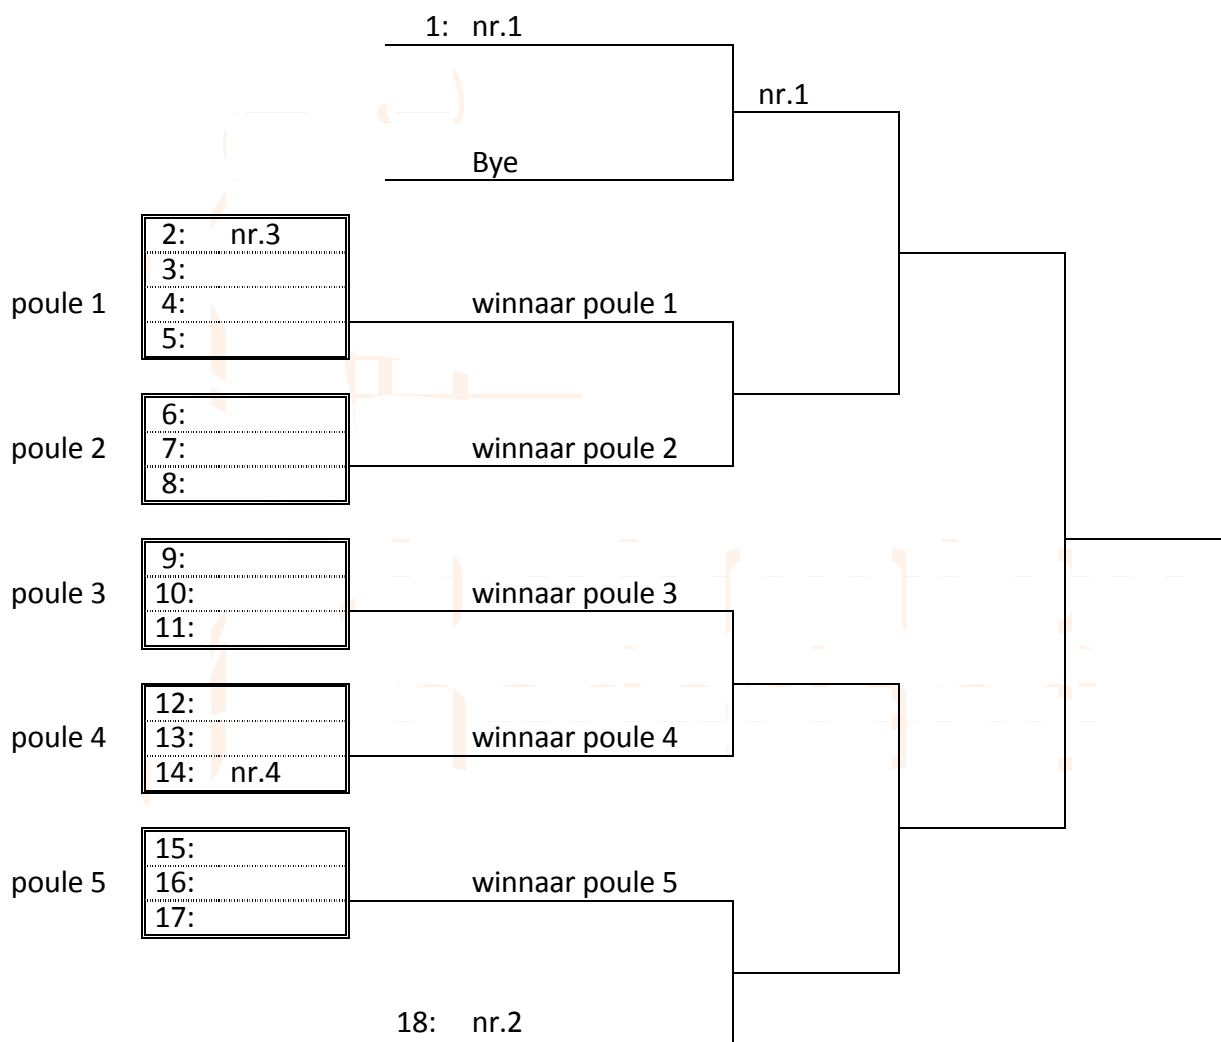 1: nr.1
nr.1
Bye
2: nr.3
3:
poule 1 4: winnaar poule 1
5:
6:
poule 2 7: winnaar poule 2
8:
9:
poule 3 10: winnaar poule 3
11:
12:
poule 4 13: winnaar poule 4
14: nr.4
15:
poule 5 16: winnaar poule 5
17:
18: nr.2